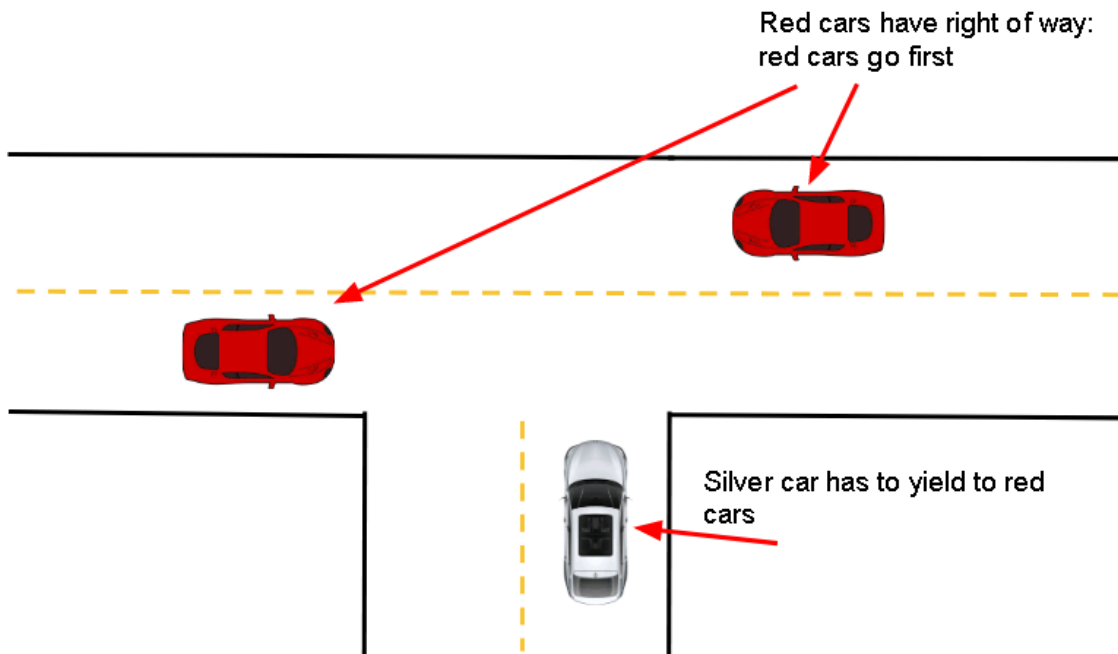 Red cars have right of way:
red cars go first
Silver car has to yield to red
cars